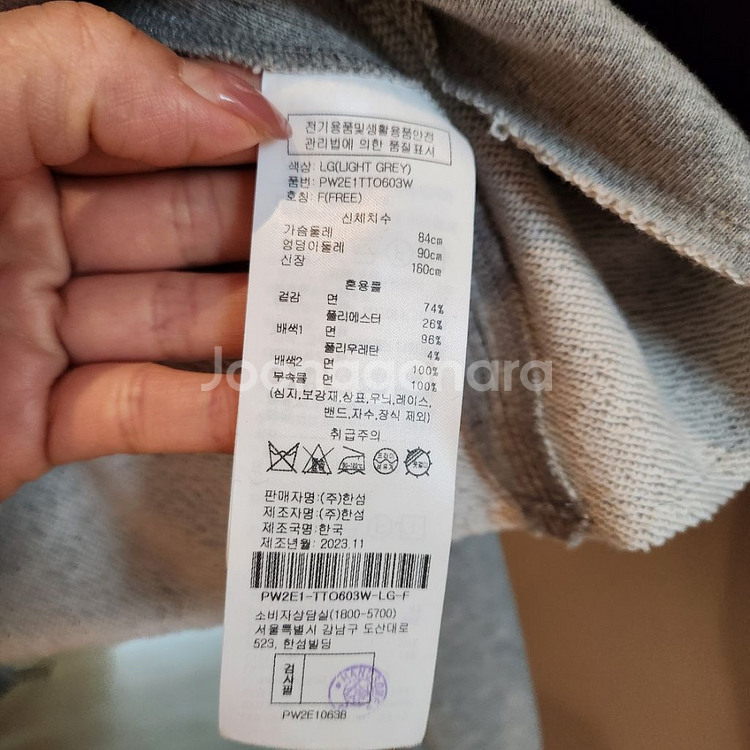 전기용품및생활용품안전
관리법에 의한 품질표시
색상: LG(LIGHT GREY)
품번: PW2E1TTO603W
호칭: F(FREE)
신체치수
가슴둘레 84cm
엉덩이둘레 90cm
신장 160cm
혼용률
겉감 면 74%
폴리에스터 26%
배색1 면 96%
폴리우레탄 4%
배색2 면 100%
부속물 면 100%
(심지,보강재,상표,무늬,레이스,
밴드,자수,장식 제외)
Joonggonara
취급주의
드라이
판매자명:(주)한섬
제조자명:(주)한섬
제조국명:한국
제조년월: 2023.11
PW2E1-TTO603W-LG-F
소비자상담실(1800-5700)
서울특별시 강남구 도산대로
523, 한섬빌딩
검사필
PW2E1063B